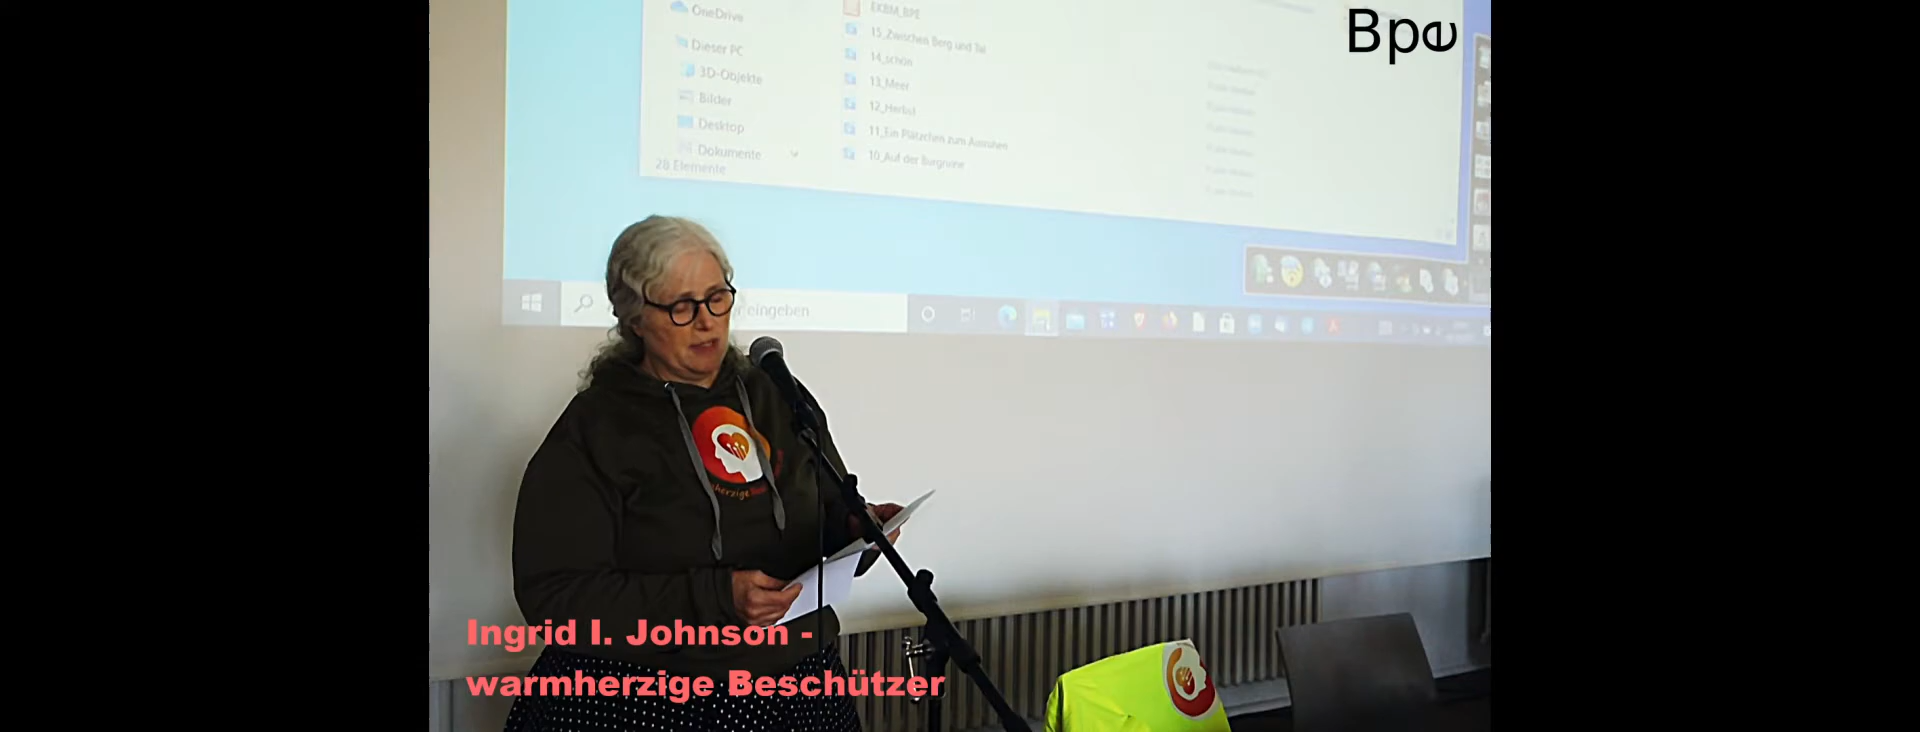 Bpe
OneDrive
Dieser PC
3D-Objekte
Bilder
Desktop
Dokumente
28 Elemente
EKBM_BPE
15_Zwischen Berg und Tal
14_schön
13_Meer
12_Herbst
11_Ein Plätzchen zum Ausruhen
10_Auf der Burgruine
eingeben
herzige
Ingrid I. Johnson -
warmherzige Beschützer